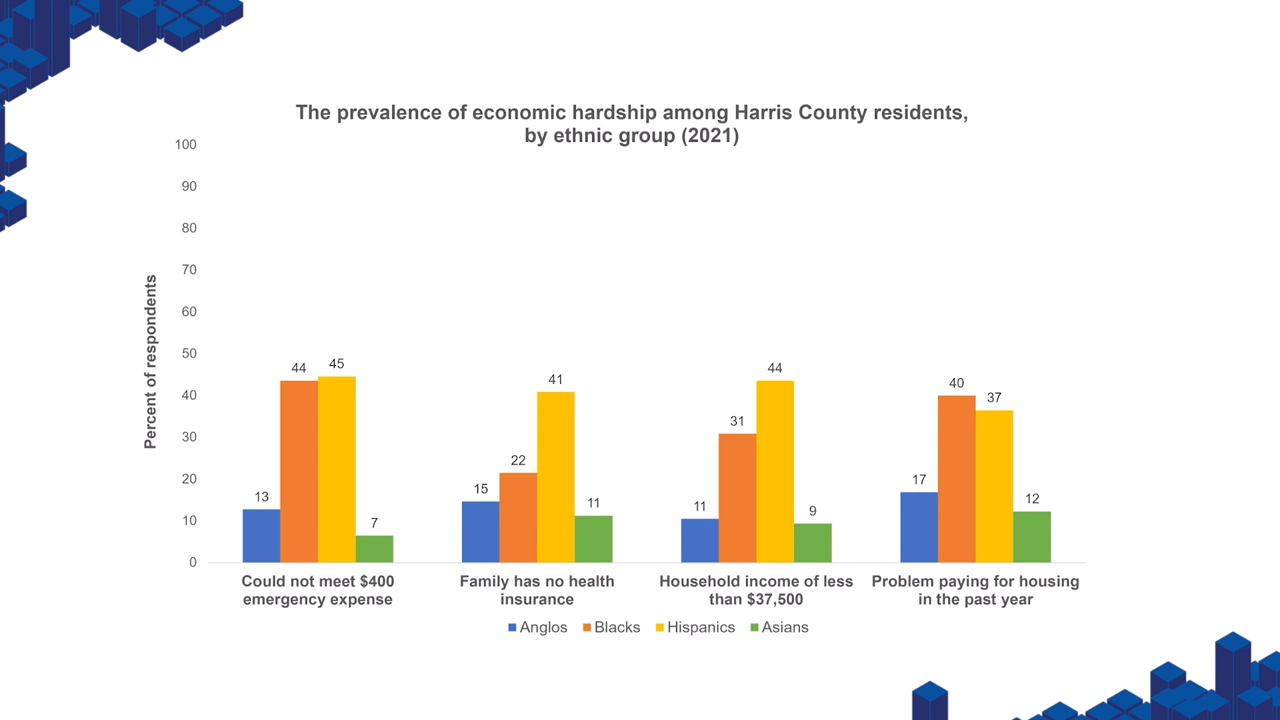 The prevalence of economic hardship among Harris County residents,
by ethnic group (2021)
100
90
80
70
60
50
40
30
20
10
0
Percent of respondents
13
44
45
7
15
22
41
11
11
31
44
9
17
40
37
12
Could not meet $400
emergency expense
Family has no health
insurance
Household income of less
than $37,500
Problem paying for housing
in the past year
Anglos Blacks Hispanics Asians